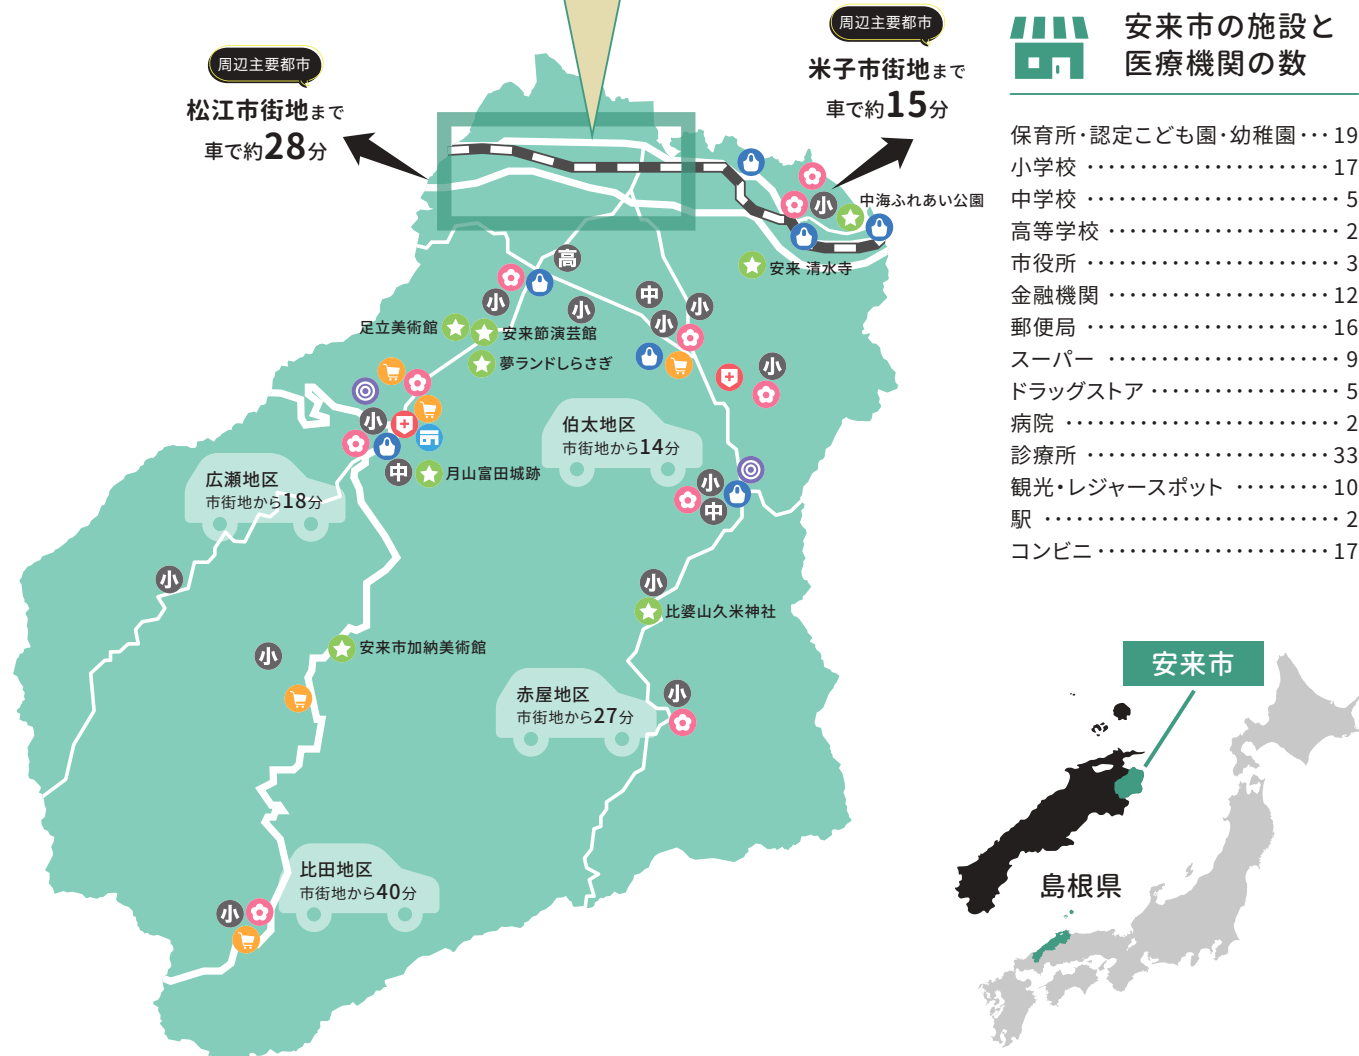 周辺主要都市
松江市街地まで
車で約28分
周辺主要都市
米子市街地まで
車で約15分
小
中海ふれあい公園
安来 清水寺
高
小
小
中
小
小
足立美術館
安来節演芸館
夢ランドしらさぎ
小
小
中
月山富田城跡
伯太地区
市街地から14分
広瀬地区
市街地から18分
小
中
小
小
比婆山久米神社
小
安来市加納美術館
赤屋地区
市街地から27分
小
比田地区
市街地から40分
小
安来市の施設と
医療機関の数
保育所・認定こども園・幼稚園・・・19
小学校 ・・・・・・・・・・・・・・・・・・・17
中学校 ・・・・・・・・・・・・・・・・・・・・5
高等学校 ・・・・・・・・・・・・・・・・・・2
市役所 ・・・・・・・・・・・・・・・・・・・・3
金融機関 ・・・・・・・・・・・・・・・・・12
郵便局 ・・・・・・・・・・・・・・・・・・・16
スーパー ・・・・・・・・・・・・・・・・・・9
ドラッグストア ・・・・・・・・・・・・・・5
病院 ・・・・・・・・・・・・・・・・・・・・・2
診療所 ・・・・・・・・・・・・・・・・・・・33
観光・レジャースポット ・・・・・・・・・10
駅 ・・・・・・・・・・・・・・・・・・・・・・・2
コンビニ ・・・・・・・・・・・・・・・・・17
安来市
島根県